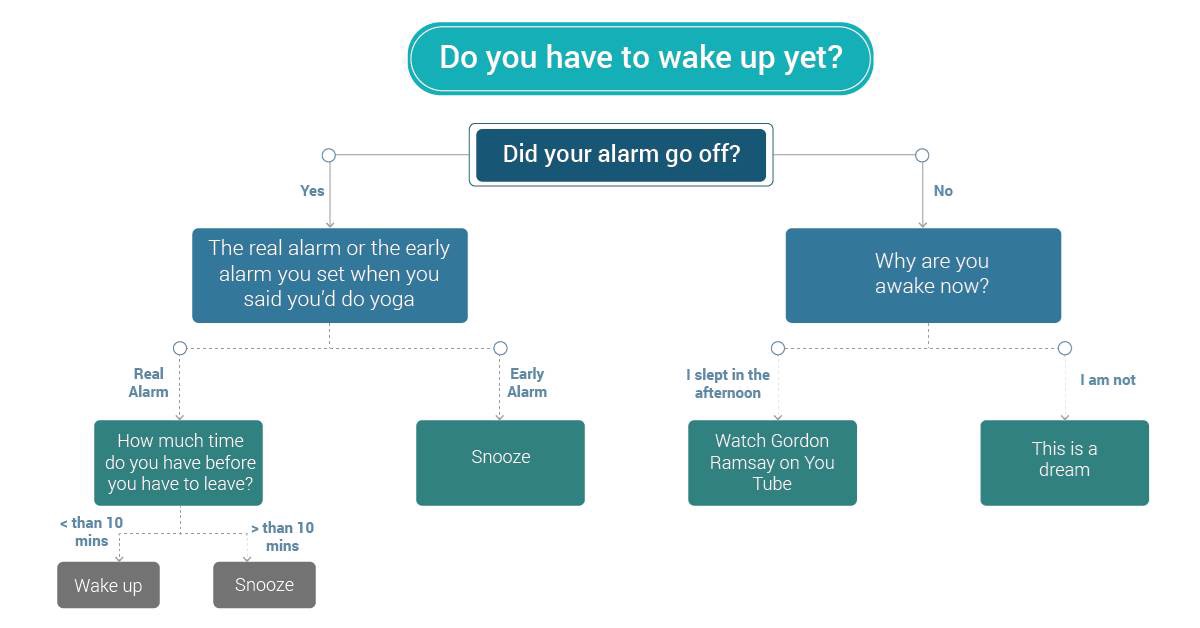 Do you have to wake up yet?
Did your alarm go off?
Yes
No
The real alarm or the early
alarm you set when you
said you'd do yoga
Why are you
awake now?
Real
Alarm
Early
Alarm
I slept in the
afternoon
I am not
How much time
do you have before
you have to leave?
Snooze
Watch Gordon
Ramsay on You
Tube
This is a
dream
< than 10
mins
> than 10
mins
Wake up
Snooze